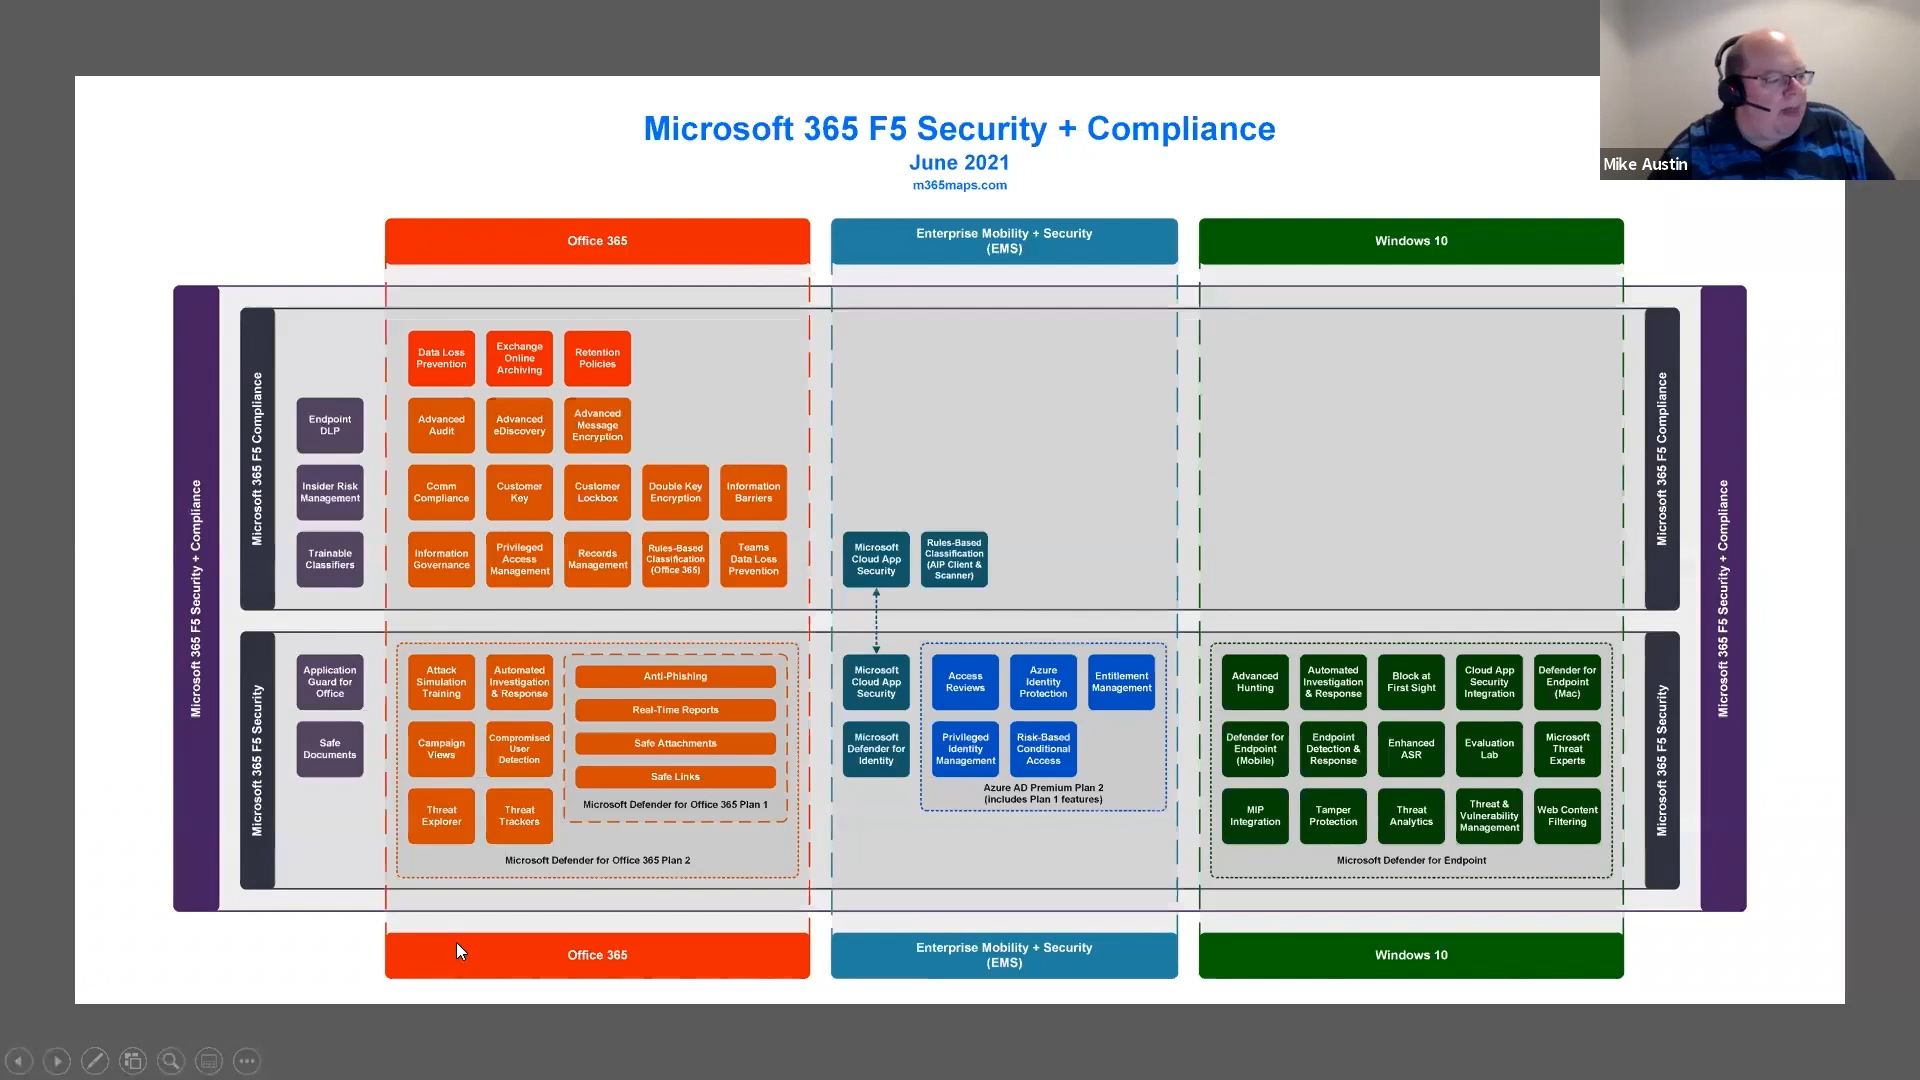 Microsoft 365 F5 Security + Compliance
June 2021
m365maps.com
Mike Austin
Office 365
Enterprise Mobility + Security
(EMS)
Windows 10
Microsoft 365 F5 Security + Compliance
Microsoft 365 F5 Compliance
Endpoint
DLP
Insider Risk
Management
Trainable
Classifiers
Data Loss
Prevention
Exchange
Online
Archiving
Retention
Policies
Advanced
Audit
Advanced
eDiscovery
Advanced
Message
Encryption
Comm
Compliance
Customer
Key
Customer
Lockbox
Double Key
Encryption
Information
Barriers
Information
Governance
Privileged
Access
Management
Records
Management
Rules-Based
Classification
(Office 365)
Teams
Data Loss
Prevention
Microsoft
Cloud App
Security
Rules-Based
Classification
(AIP Client &
Scanner)
Microsoft 365 F5 Compliance
Microsoft 365 F5 Security + Compliance
Microsoft 365 F5 Security
Application
Guard for
Office
Safe
Documents
Attack
Simulation
Training
Automated
Investigation
& Response
Campaign
Views
Compromised
User
Detection
Threat
Explorer
Threat
Trackers
Anti-Phishing
Real-Time Reports
Safe Attachments
Safe Links
Microsoft Defender for Office 365 Plan 1
Microsoft Defender for Office 365 Plan 2
Microsoft
Cloud App
Security
Microsoft
Defender for
Identity
Access
Reviews
Azure
Identity
Protection
Entitlement
Management
Privileged
Identity
Management
Risk-Based
Conditional
Access
Azure AD Premium Plan 2
(includes Plan 1 features)
Advanced
Hunting
Automated
Investigation
& Response
Block at
First Sight
Cloud App
Security
Integration
Defender for
Endpoint
(Mac)
Defender for
Endpoint
(Mobile)
Endpoint
Detection &
Response
Enhanced
ASR
Evaluation
Lab
Microsoft
Threat
Experts
MIP
Integration
Tamper
Protection
Threat
Analytics
Threat &
Vulnerability
Management
Web Content
Filtering
Microsoft Defender for Endpoint
Microsoft 365 F5 Security
Office 365
Enterprise Mobility + Security
(EMS)
Windows 10